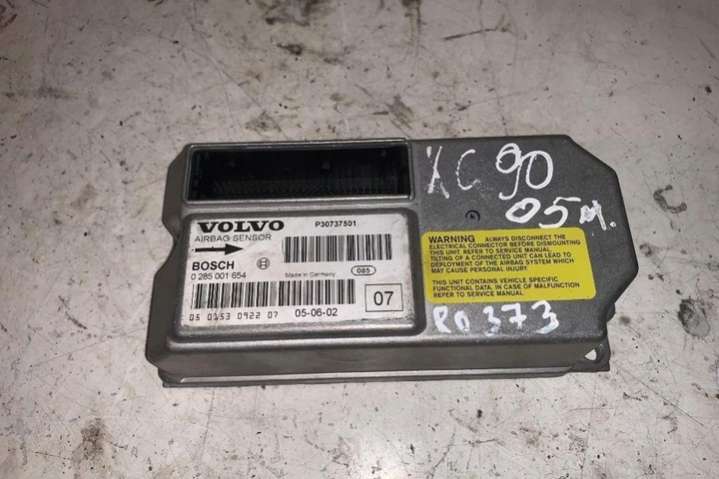 XC 90
05 м.
VOLVO
P30737501
AIRBAG SENSOR
BOSCH
0 285 001 654
Made in Germany
085
05 0153 0922 07
05-06-02
07
WARNING ALWAYS DISCONNECT THE
ELECTRICAL CONNECTOR BEFORE DISMOUNTING
THIS UNIT REFER TO SERVICE MANUAL.
TILTING OF A CONNECTED UNIT CAN LEAD TO
DEPLOYMENT OF THE AIRBAG SYSTEM WHICH
MAY CAUSE PERSONAL INJURY
THIS UNIT CONTAINS VEHICLE SPECIFIC
FUNCTIONAL DATA. IN CASE OF MALFUNCTION
REFER TO SERVICE MANUAL.
373